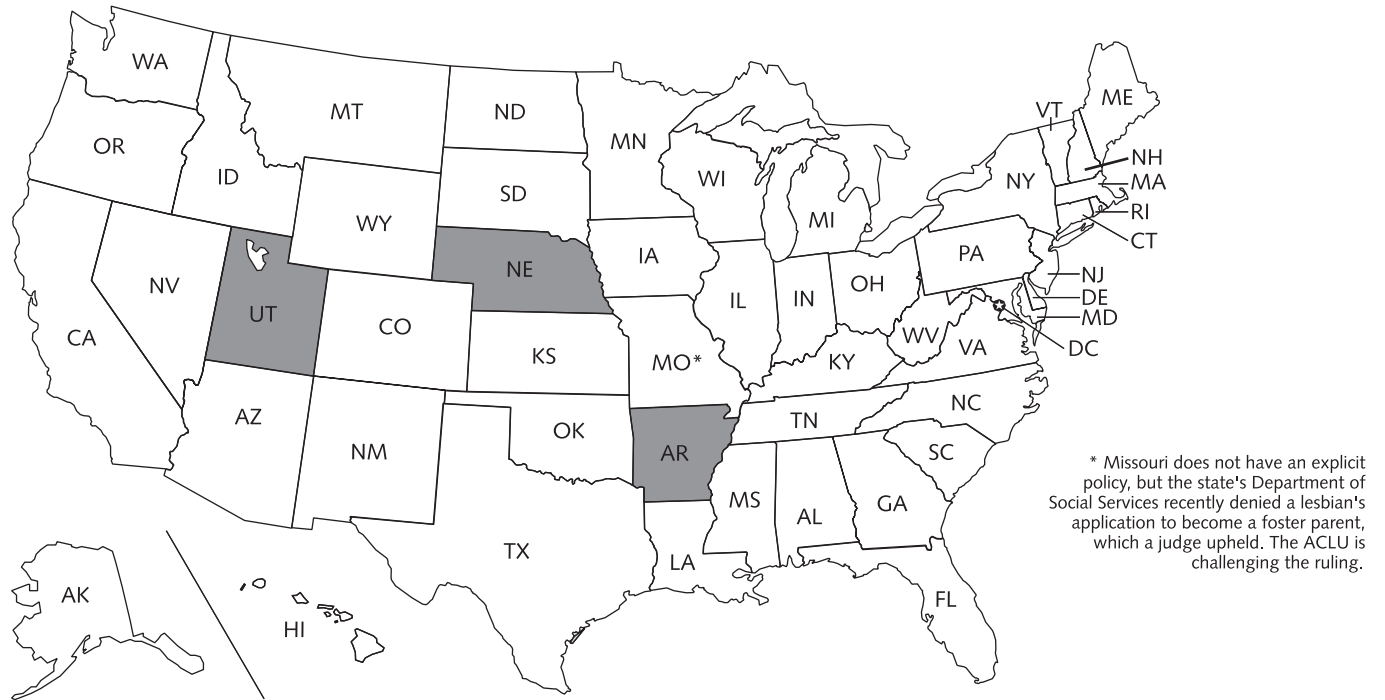 WA
MT
ND
MN
VT
ME
OR
ID
SD
WI
NY
NH
MA
WY
MI
RI
CT
NV
UT
NE
IA
PA
NJ
CA
CO
IL
IN
OH
DE
MD
KS
MO*
WV
VA
DC
KY
AZ
NM
OK
AR
TN
NC
SC
MS
AL
GA
TX
LA
FL
AK
HI
* Missouri does not have an explicit
policy, but the state's Department of
Social Services recently denied a lesbian's
application to become a foster parent,
which a judge upheld. The ACLU is
challenging the ruling.